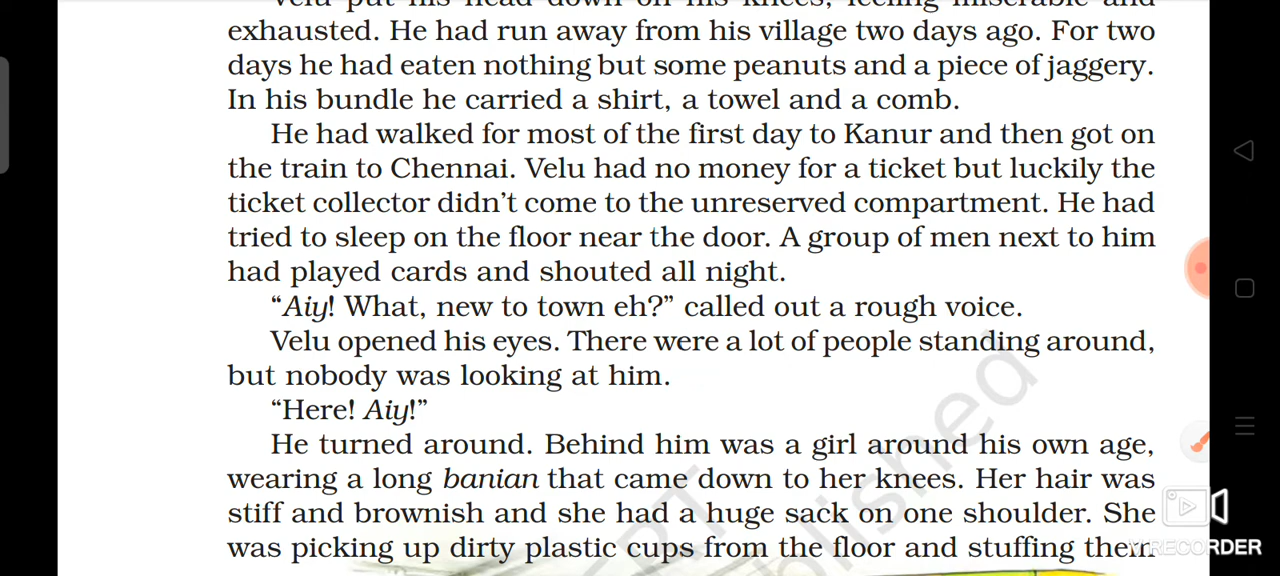 Velu put his head down on his knees, feeling miserable and
exhausted. He had run away from his village two days ago. For two
days he had eaten nothing but some peanuts and a piece of jaggery.
In his bundle he carried a shirt, a towel and a comb.
He had walked for most of the first day to Kanur and then got on
the train to Chennai. Velu had no money for a ticket but luckily the
ticket collector didn't come to the unreserved compartment. He had
tried to sleep on the floor near the door. A group of men next to him
had played cards and shouted all night.
“Aiy! What, new to town eh?” called out a rough voice.
Velu opened his eyes. There were a lot of people standing around,
but nobody was looking at him.
“Here! Aiy!”
He turned around. Behind him was a girl around his own age,
wearing a long banian that came down to her knees. Her hair was
stiff and brownish and she had a huge sack on one shoulder. She
was picking up dirty plastic cups from the floor and stuffing them